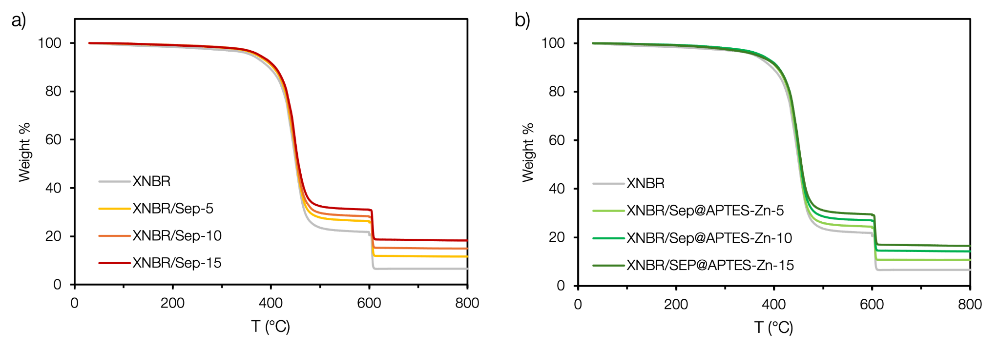 a)
100
80
60
40
20
0
Weight %
XNBR
XNBR/Sep-5
XNBR/Sep-10
XNBR/Sep-15
0 200 400 600 800
T (°C)
b)
100
80
60
40
20
0
Weight %
XNBR
XNBR/Sep@APTES-Zn-5
XNBR/Sep@APTES-Zn-10
XNBR/SEP@APTES-Zn-15
0 200 400 600 800
T (°C)